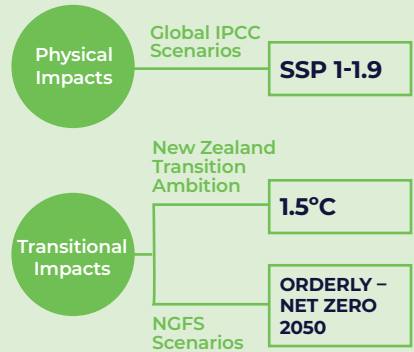 Physical
Impacts
Global IPCC
Scenarios
SSP 1-1.9
Transitional
Impacts
New Zealand
Transition
Ambition
1.5°C
NGFS
Scenarios
ORDERLY –
NET ZERO
2050